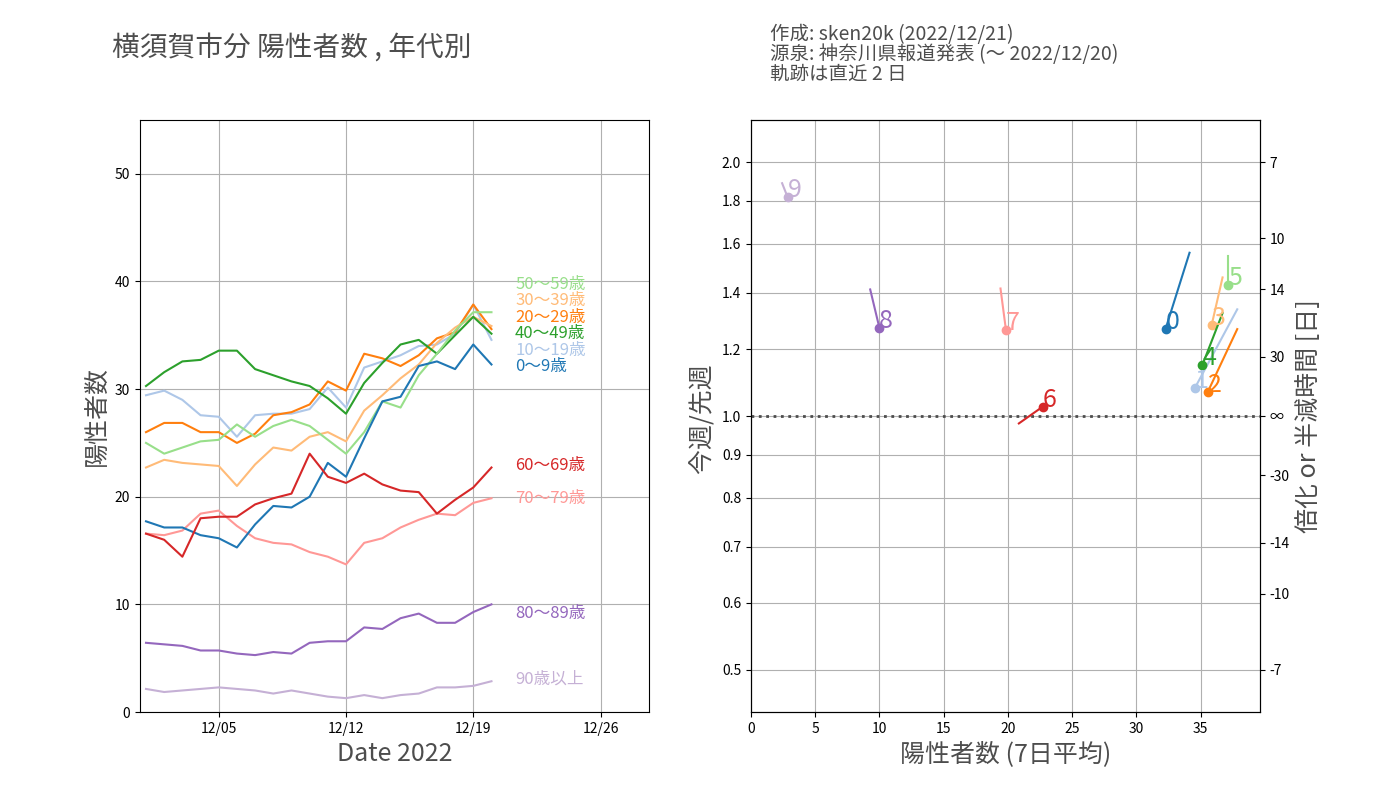 横須賀市分 陽性者数 , 年代別
作成: sken20k (2022/12/21)
源泉: 神奈川県報道発表 (〜 2022/12/20)
軌跡は直近 2 日
陽性者数
50
40
30
20
10
0
12/05
12/12
12/19
12/26
Date 2022
50〜59歳
30〜39歳
20〜29歳
40〜49歳
10〜19歳
0〜9歳
60〜69歳
70〜79歳
80〜89歳
90歳以上
今週/先週
2.0
1.8
1.6
1.4
1.2
1.0
0.9
0.8
0.7
0.6
0.5
9
8
7
6
0
5
3
4
1
2
0
5
10
15
20
25
30
35
陽性者数 (7日平均)
7
10
14
30
∞
-30
-14
-10
-7
倍化 or 半減時間 [日]